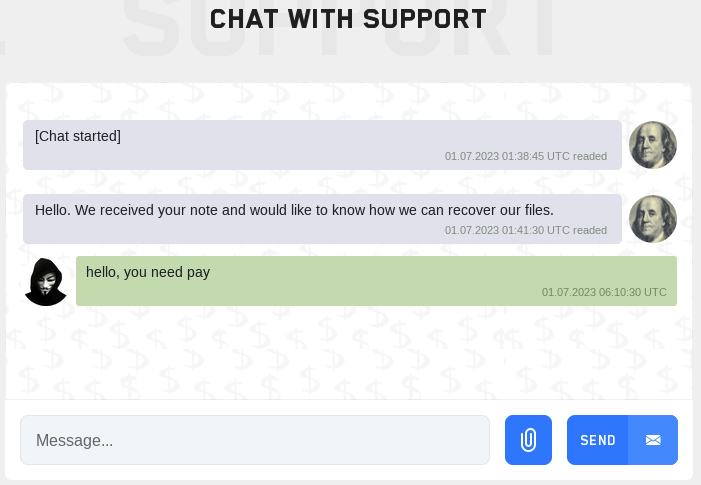 SUPPORT
CHAT WITH SUPPORT
[Chat started]
01.07.2023 01:38:45 UTC readed
Hello. We received your note and would like to know how we can recover our files.
01.07.2023 01:41:30 UTC readed
hello, you need pay
01.07.2023 06:10:30 UTC
Message...
SEND